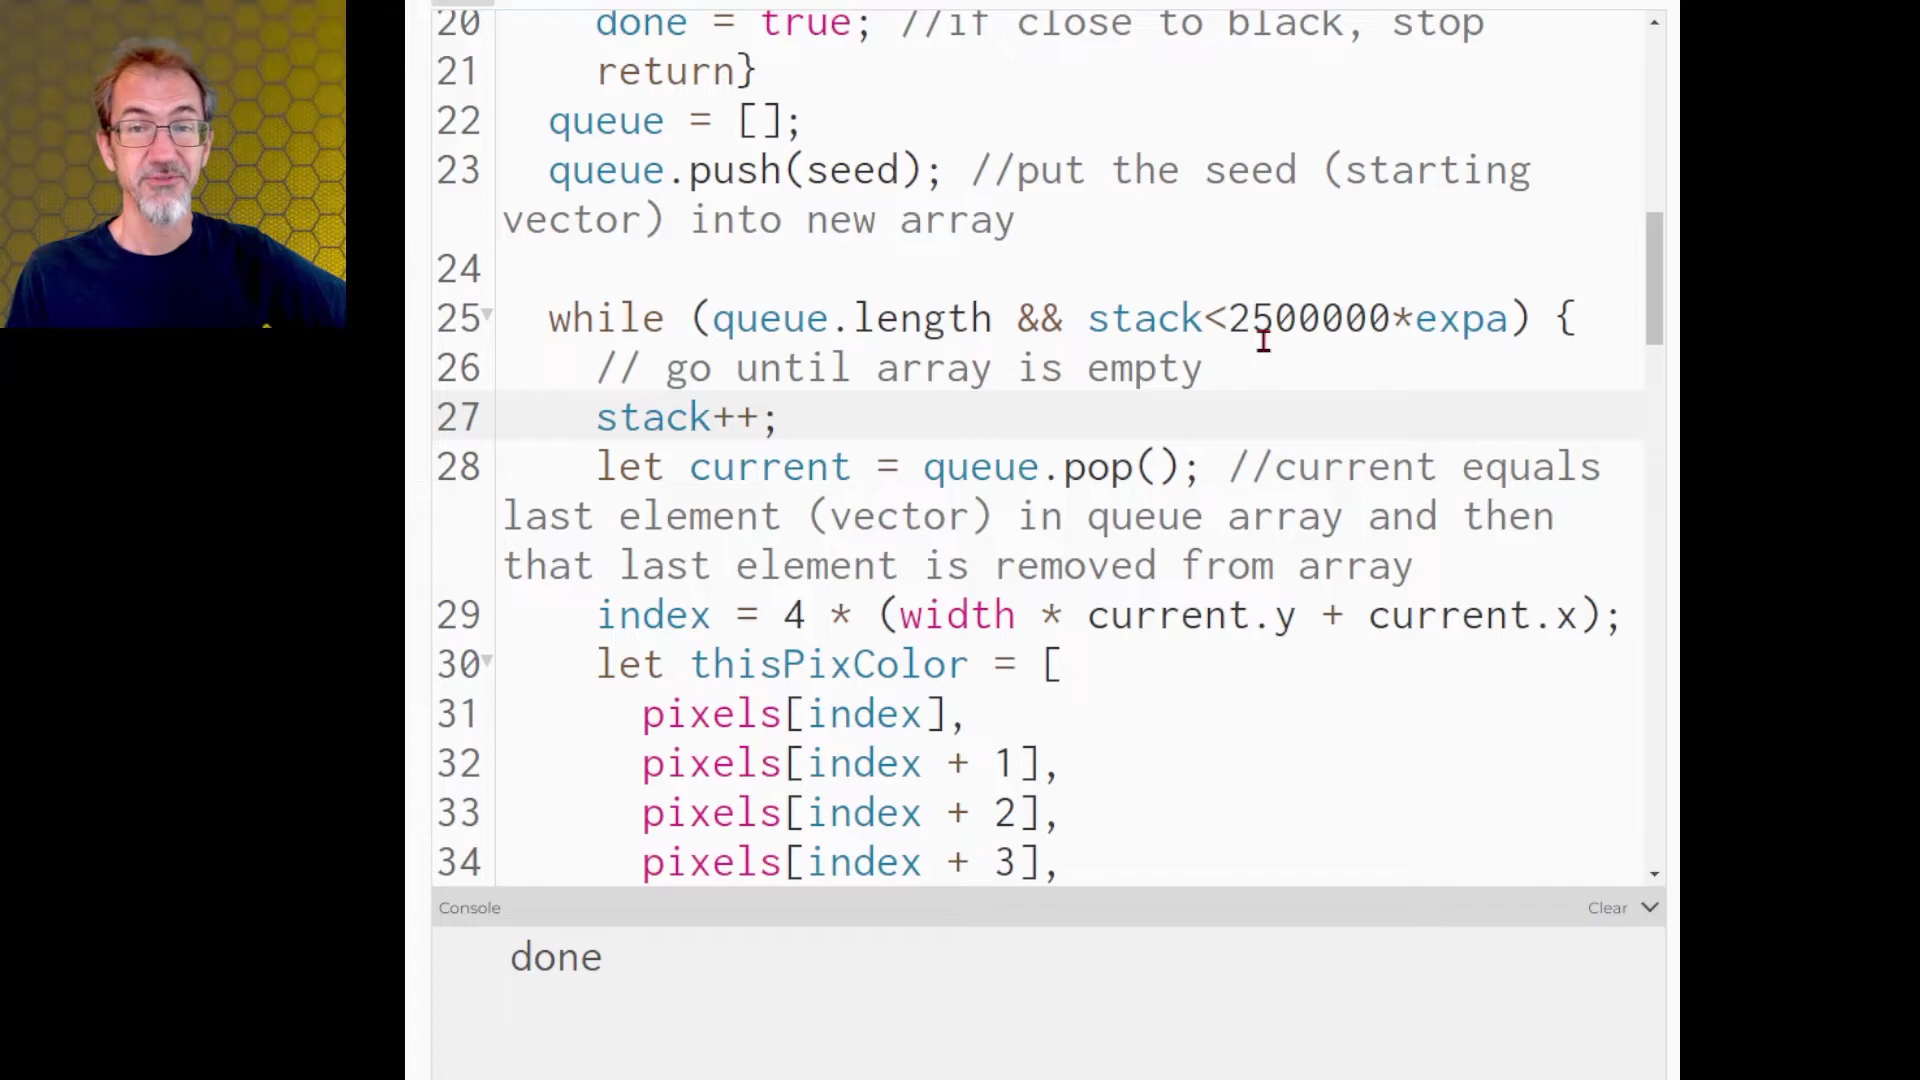 20 done = true; //if close to black, stop
21 return}
22 queue = [];
23 queue.push(seed); //put the seed (starting
vector) into new array
24
25 while (queue.length && stack<2500000*expa) {
26 // go until array is empty
27 stack++;
28 let current = queue.pop(); //current equals
last element (vector) in queue array and then
that last element is removed from array
29 index = 4 * (width * current.y + current.x);
30 let thisPixColor = [
31 pixels[index],
32 pixels[index + 1],
33 pixels[index + 2],
34 pixels[index + 3],
Console Clear
done